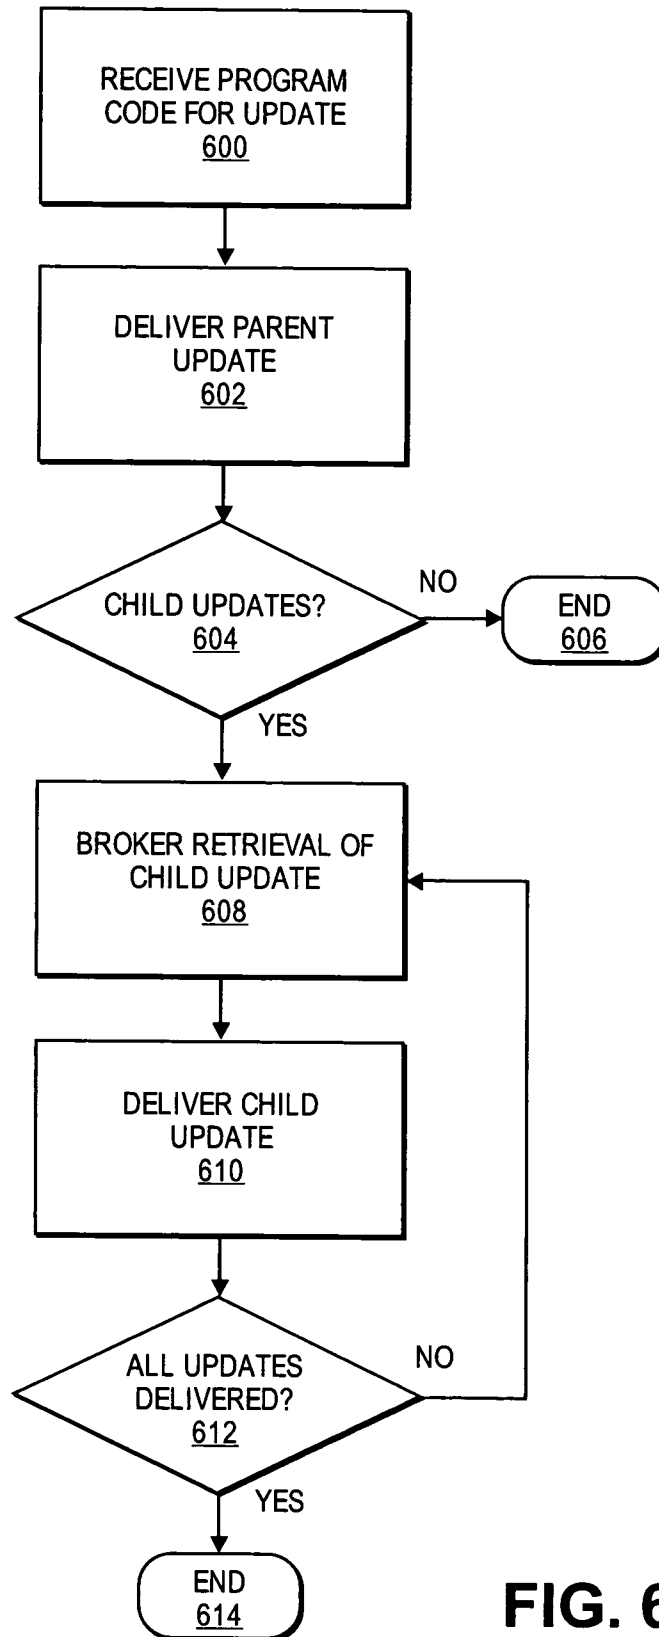 RECEIVE PROGRAM
CODE FOR UPDATE
600
DELIVER PARENT
UPDATE
602
CHILD UPDATES?
604
NO
END
606
YES
BROKER RETRIEVAL OF
CHILD UPDATE
608
DELIVER CHILD
UPDATE
610
ALL UPDATES
DELIVERED?
612
NO
YES
END
614
FIG. 6